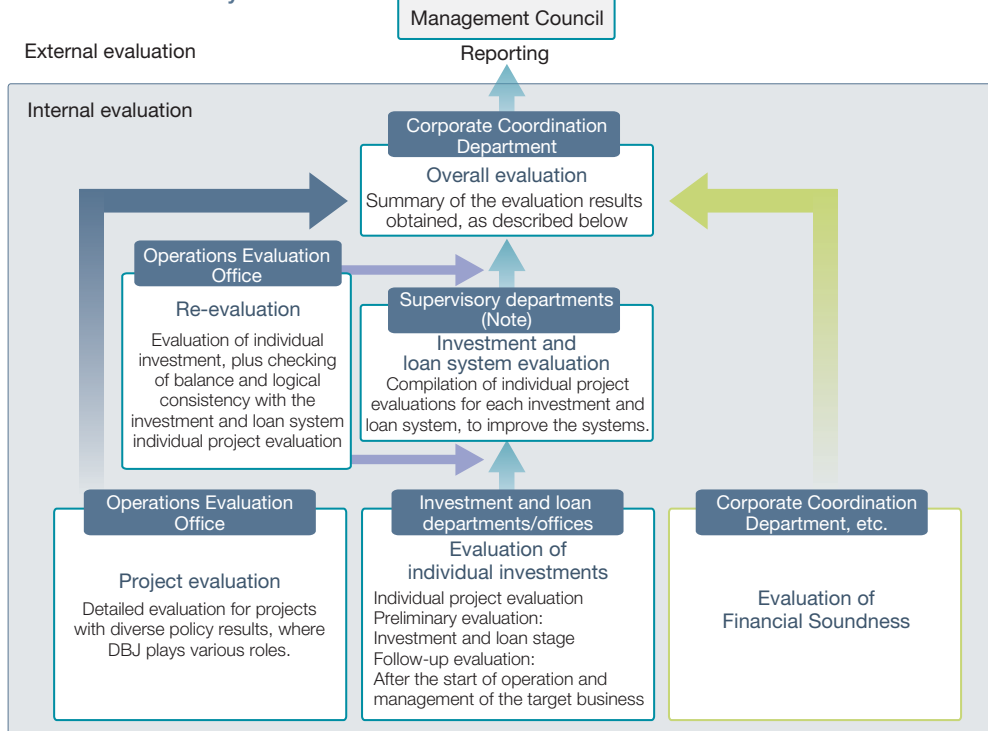 Management Council
External evaluation
Reporting
Internal evaluation
Corporate Coordination
Department
Overall evaluation
Summary of the evaluation results
obtained, as described below
Operations Evaluation
Office
Re-evaluation
Evaluation of individual
investment, plus checking
of balance and logical
consistency with the
investment and loan system
individual project evaluation
Supervisory departments
(Note)
Investment and
loan system evaluation
Compilation of individual project
evaluations for each investment and
loan system, to improve the systems.
Operations Evaluation
Office
Project evaluation
Detailed evaluation for projects
with diverse policy results, where
DBJ plays various roles.
Investment and loan
departments/offices
Evaluation of
individual investments
Individual project evaluation
Preliminary evaluation:
Investment and loan stage
Follow-up evaluation:
After the start of operation and
management of the target business
Corporate Coordination
Department, etc.
Evaluation of
Financial Soundness